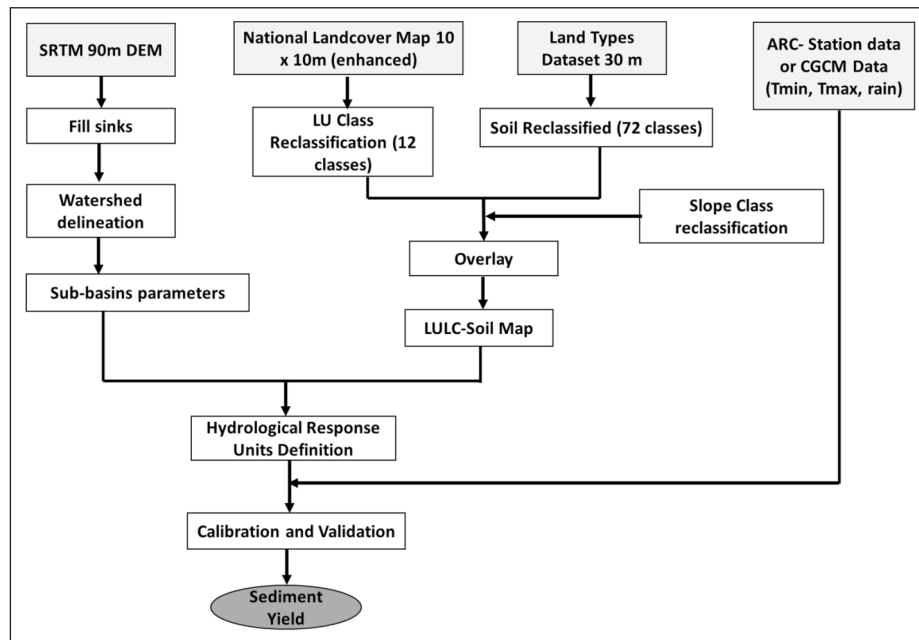 SRTM 90m DEM
National Landcover Map 10
x 10m (enhanced)
Land Types
Dataset 30 m
ARC- Station data
or CGCM Data
(Tmin, Tmax, rain)
Fill sinks
LU Class
Reclassification (12
classes)
Soil Reclassified (72 classes)
Watershed
delineation
Slope Class
reclassification
Overlay
Sub-basins parameters
LULC-Soil Map
Hydrological Response
Units Definition
Calibration and Validation
Sediment
Yield